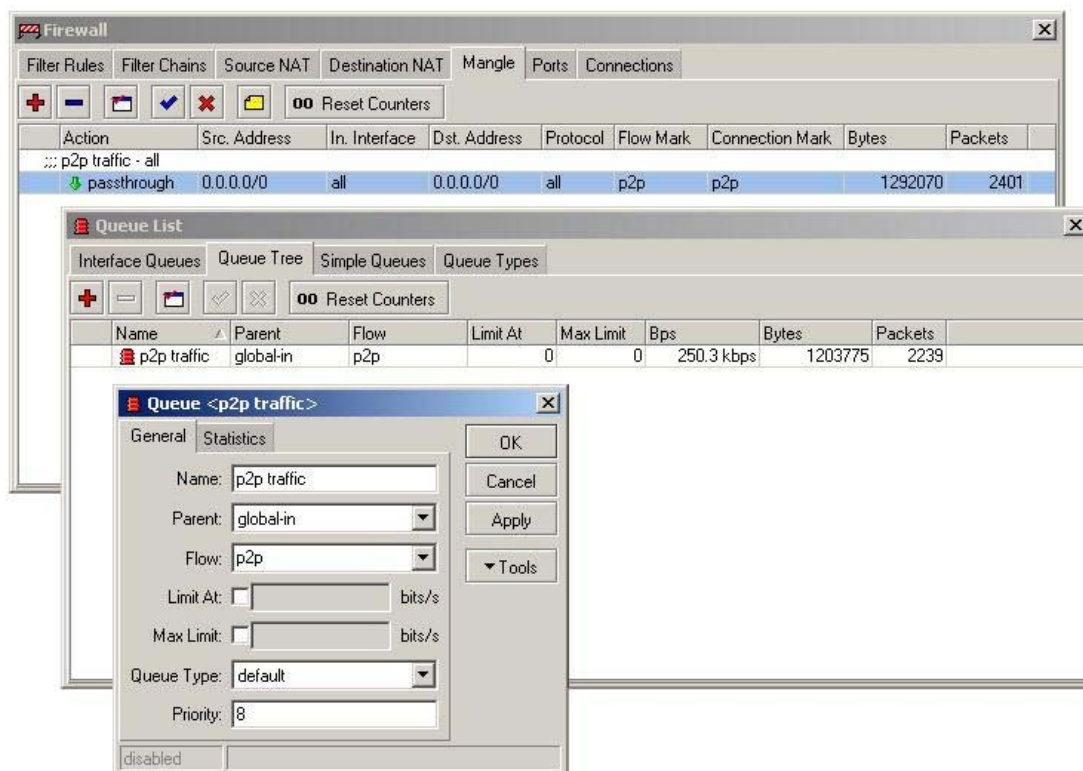 Firewall
Filter Rules Filter Chains Source NAT Destination NAT Mangle Ports Connections
00 Reset Counters
Action Src. Address In. Interface Dst. Address Protocol Flow Mark Connection Mark Bytes Packets
;;; p2p traffic - all
passthrough 0.0.0.0/0 all 0.0.0.0/0 all p2p p2p 1292070 2401
Queue List
Interface Queues Queue Tree Simple Queues Queue Types
00 Reset Counters
Name Parent Flow Limit At Max Limit Bps Bytes Packets
p2p traffic global-in p2p 0 0 250.3 kbps 1203775 2239
Queue <p2p traffic>
General Statistics
OK
Name: p2p traffic
Cancel
Parent: global-in
Apply
Flow: p2p
Tools
Limit At: bits/s
Max Limit: bits/s
Queue Type: default
Priority: 8
disabled